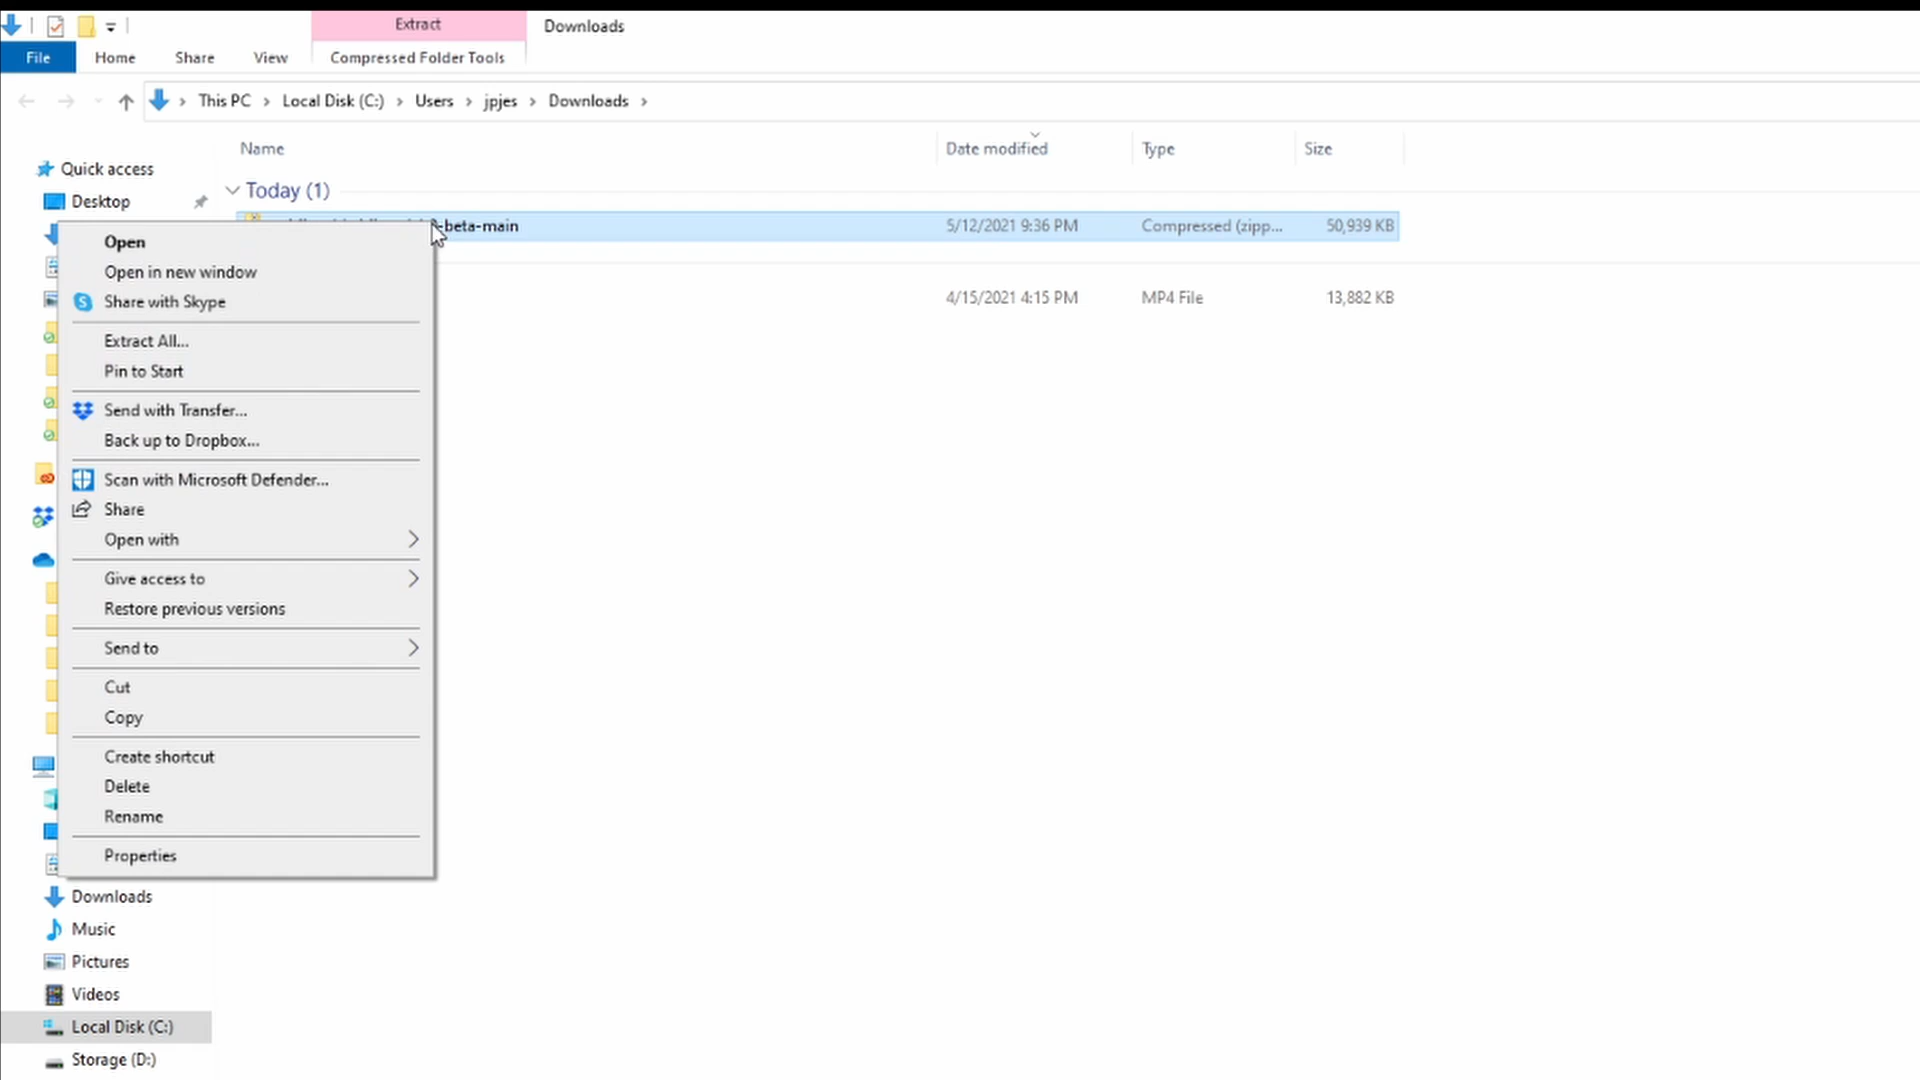 Extract
Downloads
File
Home
Share
View
Compressed Folder Tools
This PC > Local Disk (C:) > Users > jpjes > Downloads >
Name
Date modified
Type
Size
Quick access
Today (1)
Desktop
-beta-main
5/12/2021 9:36 PM
Compressed (zipp...
50,939 KB
4/15/2021 4:15 PM
MP4 File
13,882 KB
Open
Open in new window
Share with Skype
Extract All...
Pin to Start
Send with Transfer...
Back up to Dropbox...
Scan with Microsoft Defender...
Share
Open with
Give access to
Restore previous versions
Send to
Cut
Copy
Create shortcut
Delete
Rename
Properties
Downloads
Music
Pictures
Videos
Local Disk (C:)
Storage (D:)